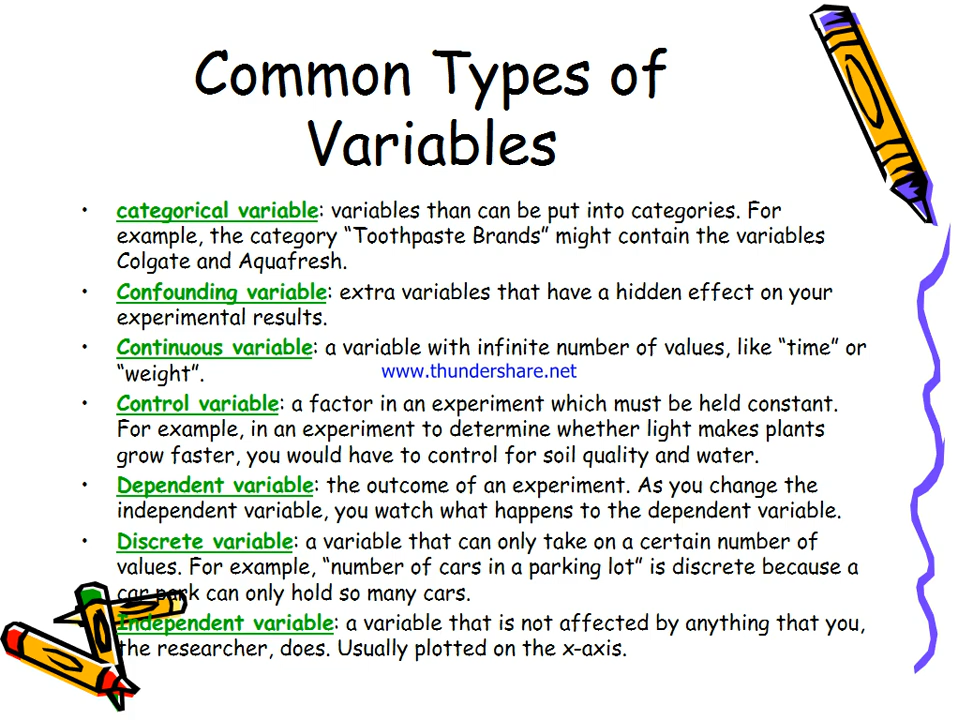 Common Types of
Variables
• categorical variable: variables than can be put into categories. For
example, the category “Toothpaste Brands” might contain the variables
Colgate and Aquafresh.
• Confounding variable: extra variables that have a hidden effect on your
experimental results.
• Continuous variable: a variable with infinite number of values, like “time” or
“weight”.
www.thundershare.net
• Control variable: a factor in an experiment which must be held constant.
For example, in an experiment to determine whether light makes plants
grow faster, you would have to control for soil quality and water.
• Dependent variable: the outcome of an experiment. As you change the
independent variable, you watch what happens to the dependent variable.
• Discrete variable: a variable that can only take on a certain number of
values. For example, “number of cars in a parking lot” is discrete because a
car park can only hold so many cars.
Independent variable: a variable that is not affected by anything that you,
the researcher, does. Usually plotted on the x-axis.